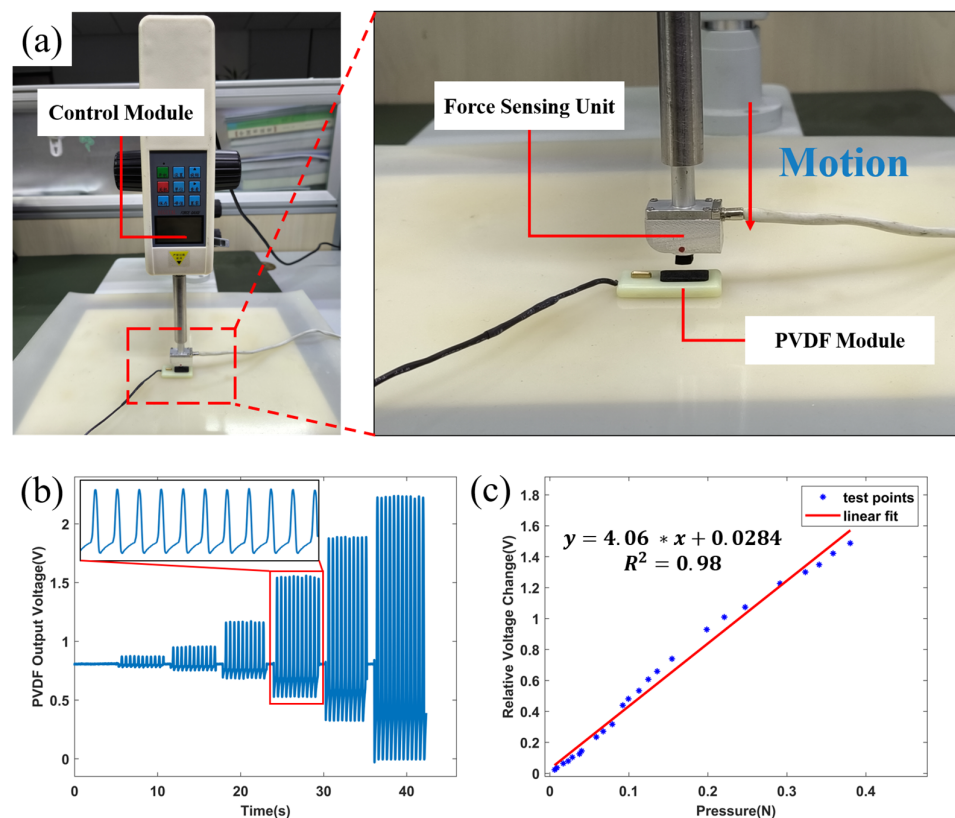 (a)
Control Module
Force Sensing Unit
Motion
PVDF Module
(b)
PVDF Output Voltage(V)
2
1.5
1
0.5
0
0
10
20
30
40
Time(s)
(c)
Relative Voltage Change(V)
1.8
1.6
1.4
1.2
1
0.8
0.6
0.4
0.2
0
0
0.1
0.2
0.3
0.4
Pressure(N)
test points
linear fit
y = 4.06 * x + 0.0284
R² = 0.98